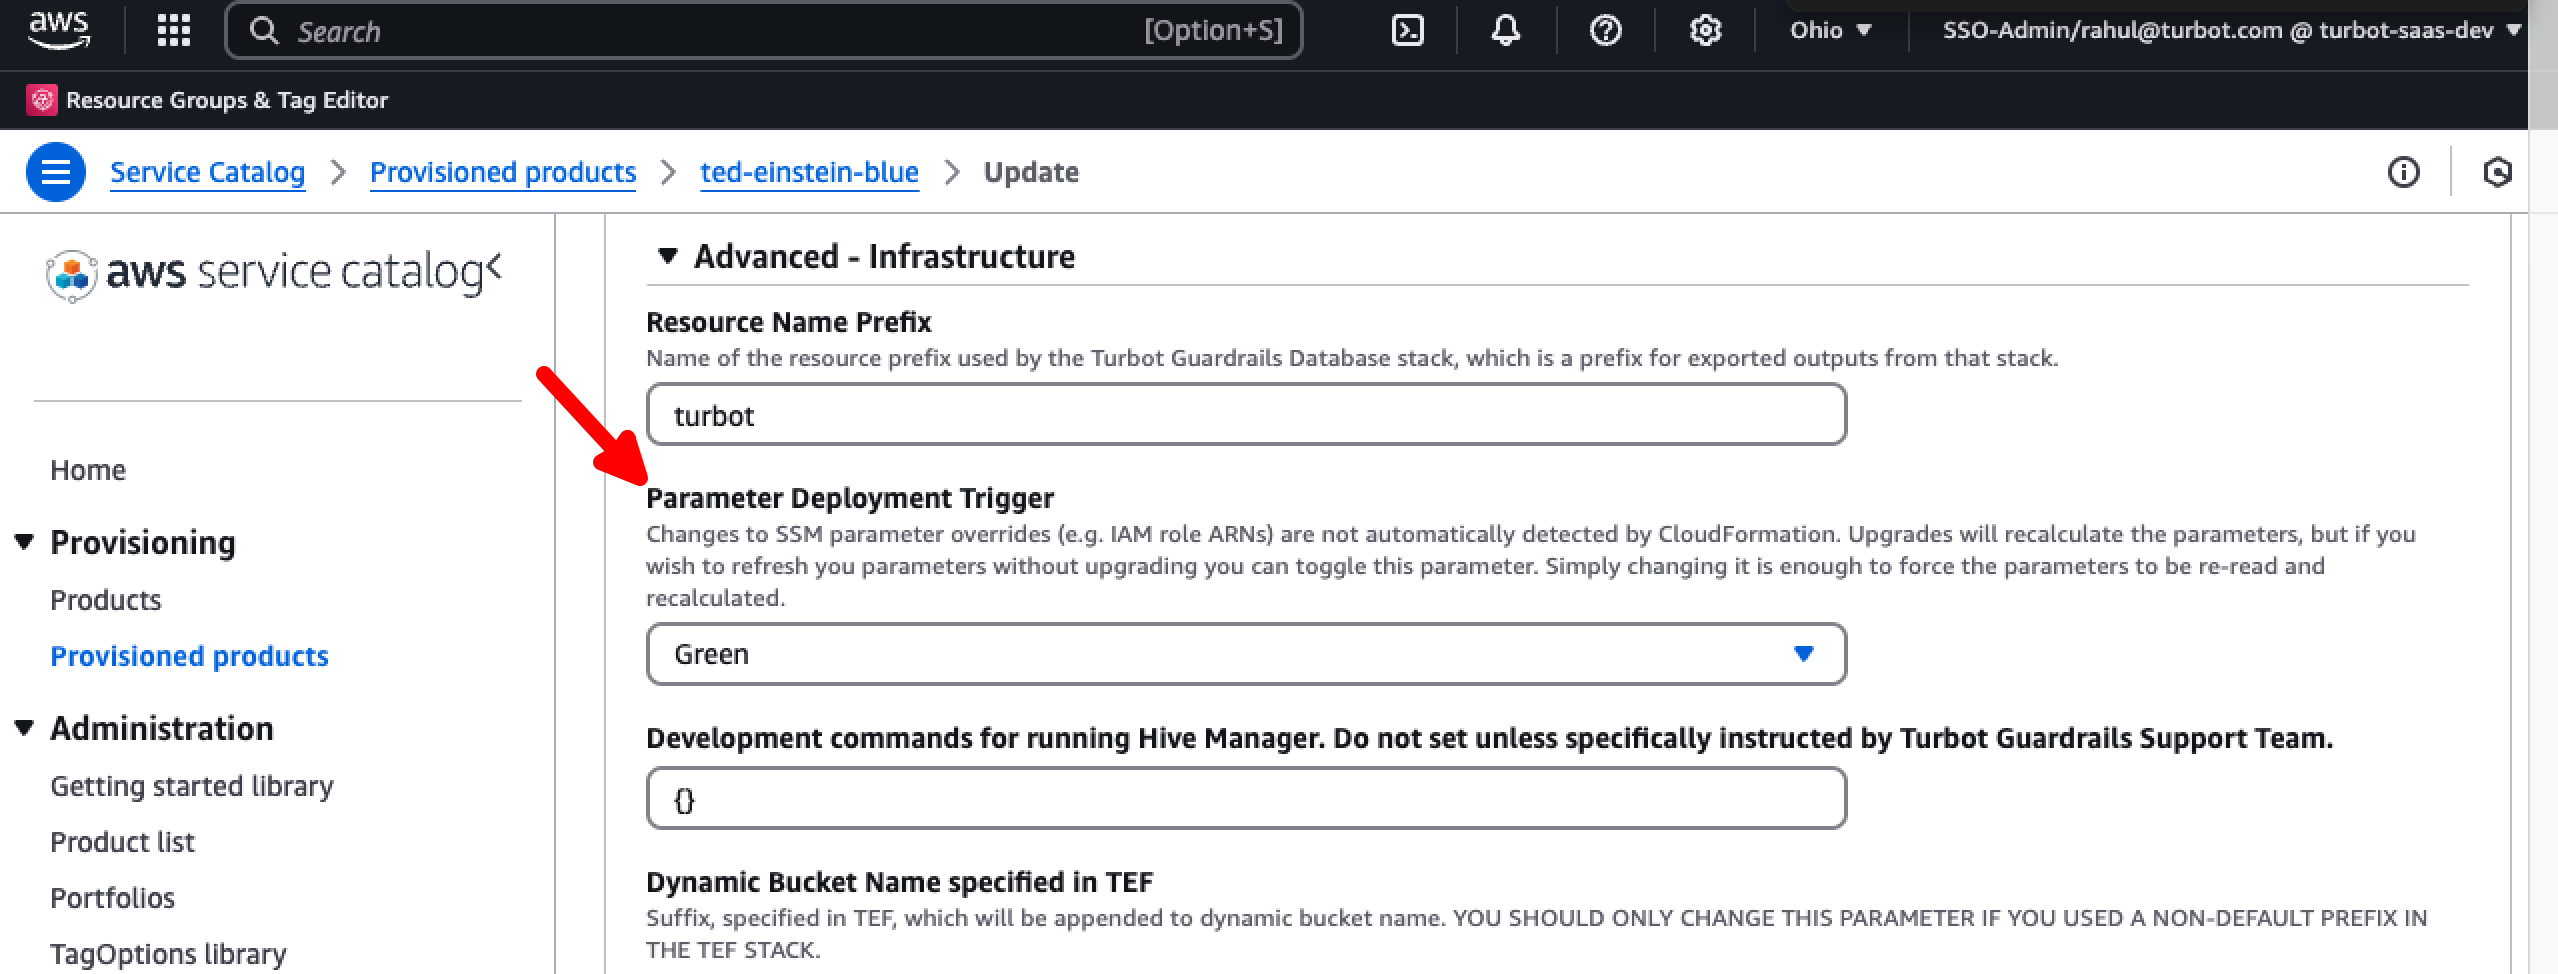 aws
Search [Option+S]
Ohio
SSO-Admin/rahul@turbot.com @ turbot-saas-dev
Resource Groups & Tag Editor
Service Catalog
Provisioned products
ted-einstein-blue
Update
aws service catalog
Home
Provisioning
Products
Provisioned products
Administration
Getting started library
Product list
Portfolios
TagOptions library
Advanced - Infrastructure
Resource Name Prefix
Name of the resource prefix used by the Turbot Guardrails Database stack, which is a prefix for exported outputs from that stack.
turbot
Parameter Deployment Trigger
Changes to SSM parameter overrides (e.g. IAM role ARNs) are not automatically detected by CloudFormation. Upgrades will recalculate the parameters, but if you
wish to refresh you parameters without upgrading you can toggle this parameter. Simply changing it is enough to force the parameters to be re-read and
recalculated.
Green
Development commands for running Hive Manager. Do not set unless specifically instructed by Turbot Guardrails Support Team.
{}
Dynamic Bucket Name specified in TEF
Suffix, specified in TEF, which will be appended to dynamic bucket name. YOU SHOULD ONLY CHANGE THIS PARAMETER IF YOU USED A NON-DEFAULT PREFIX IN
THE TEF STACK.